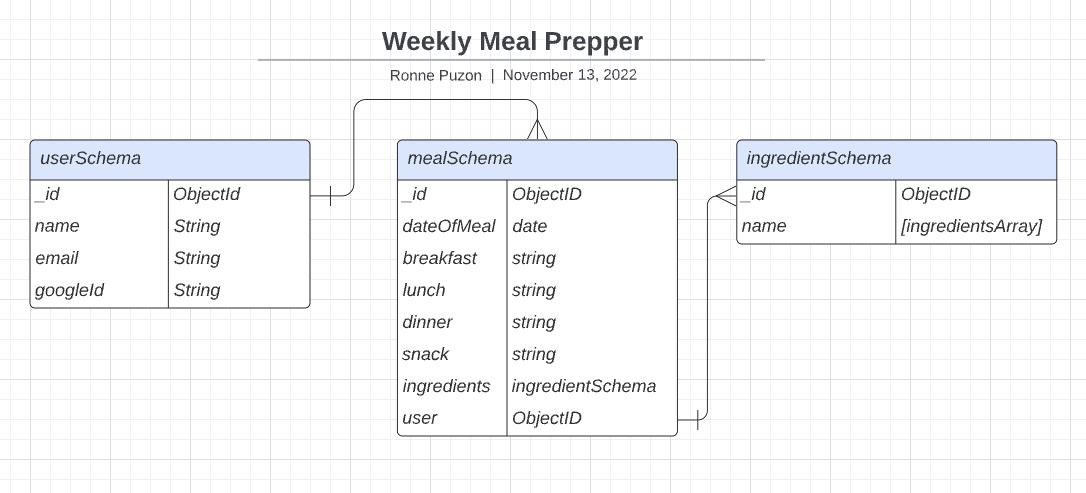 Weekly Meal Prepper
Ronne Puzon | November 13, 2022
userSchema
_id ObjectId
name String
email String
googleId String
mealSchema
_id ObjectID
dateOfMeal date
breakfast string
lunch string
dinner string
snack string
ingredients ingredientSchema
user ObjectID
ingredientSchema
_id ObjectID
name [ingredientsArray]